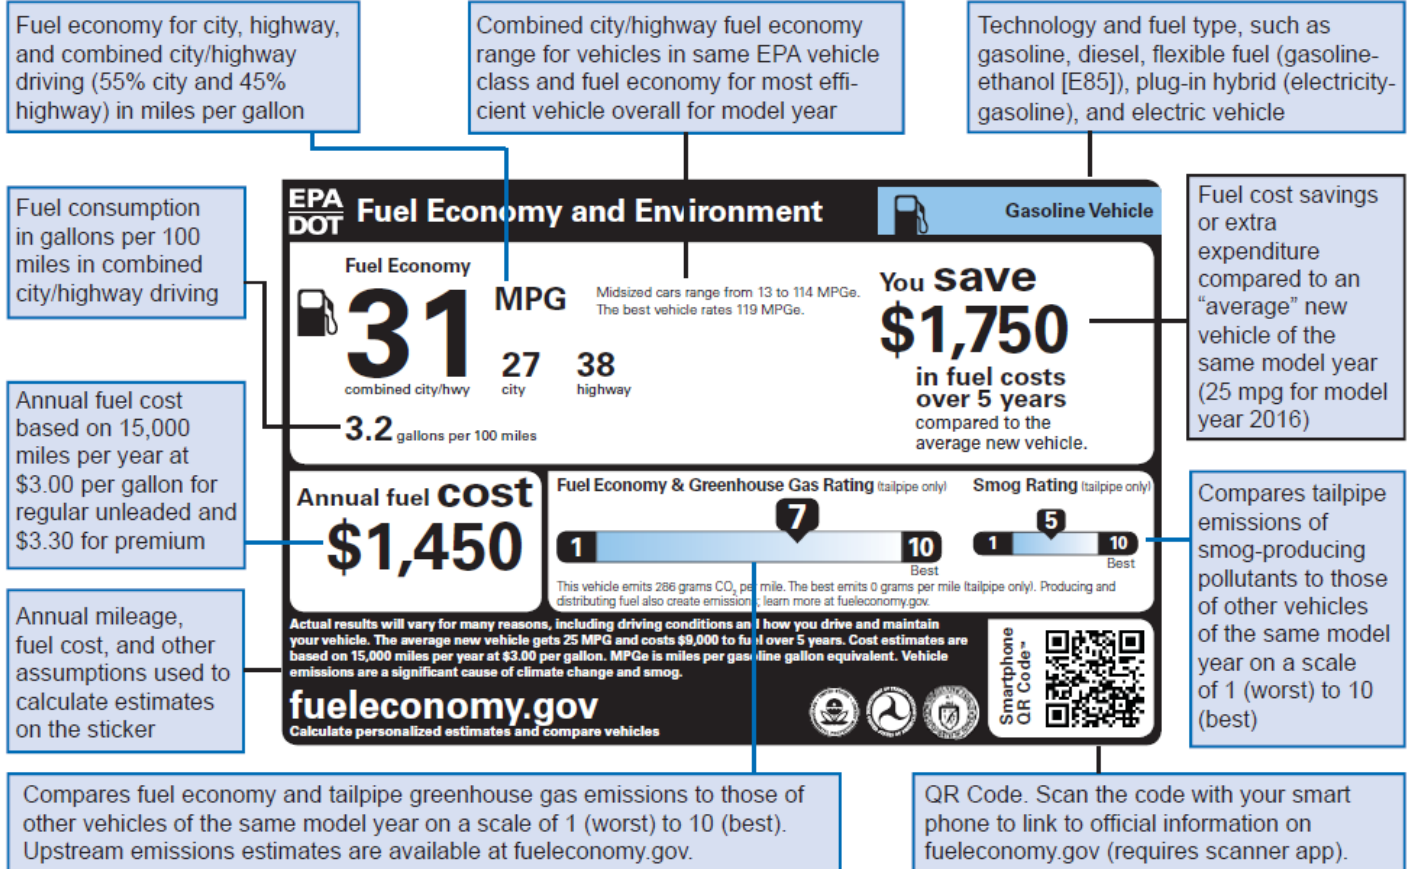 Fuel economy for city, highway,
and combined city/highway
driving (55% city and 45%
highway) in miles per gallon
Combined city/highway fuel economy
range for vehicles in same EPA vehicle
class and fuel economy for most effi-
cient vehicle overall for model year
Technology and fuel type, such as
gasoline, diesel, flexible fuel (gasoline-
ethanol [E85]), plug-in hybrid (electricity-
gasoline), and electric vehicle
Fuel consumption
in gallons per 100
miles in combined
city/highway driving
Annual fuel cost
based on 15,000
miles per year at
$3.00 per gallon for
regular unleaded and
$3.30 for premium
Annual mileage,
fuel cost, and other
assumptions used to
calculate estimates
on the sticker
EPA
DOT
Fuel Economy and Environment
Gasoline Vehicle
Fuel Economy
31
MPG
combined city/hwy
27
city
38
highway
3.2 gallons per 100 miles
Midsized cars range from 13 to 114 MPGe.
The best vehicle rates 119 MPGe.
You save
$1,750
in fuel costs
over 5 years
compared to the
average new vehicle.
Annual fuel cost
$1,450
Fuel Economy & Greenhouse Gas Rating (tailpipe only)
7
1
10
Best
Smog Rating (tailpipe only)
5
1
10
Best
This vehicle emits 286 grams CO2 per mile. The best emits 0 grams per mile (tailpipe only). Producing and
distributing fuel also create emissions; learn more at fueleconomy.gov.
Actual results will vary for many reasons, including driving conditions and how you drive and maintain
your vehicle. The average new vehicle gets 25 MPG and costs $9,000 to fuel over 5 years. Cost estimates are
based on 15,000 miles per year at $3.00 per gallon. MPGe is miles per gasoline gallon equivalent. Vehicle
emissions are a significant cause of climate change and smog.
fueleconomy.gov
Calculate personalized estimates and compare vehicles
Smartphone
QR Code™
Fuel cost savings
or extra
expenditure
compared to an
“average” new
vehicle of the
same model year
(25 mpg for model
year 2016)
Compares tailpipe
emissions of
smog-producing
pollutants to those
of other vehicles
of the same model
year on a scale
of 1 (worst) to 10
(best)
Compares fuel economy and tailpipe greenhouse gas emissions to those of
other vehicles of the same model year on a scale of 1 (worst) to 10 (best).
Upstream emissions estimates are available at fueleconomy.gov.
QR Code. Scan the code with your smart
phone to link to official information on
fueleconomy.gov (requires scanner app).